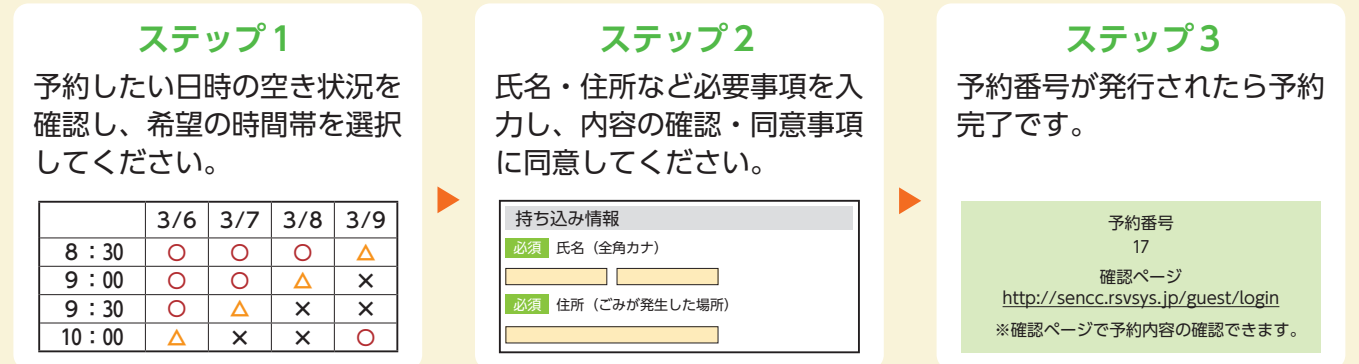 ステップ1
予約したい日時の空き状況を
確認し、希望の時間帯を選択
してください。
3/6 3/7 3/8 3/9
8：30 ○ ○ ○ △
9：00 ○ ○ △ ×
9：30 ○ △ × ×
10：00 △ × × ○
ステップ2
氏名・住所など必要事項を入
力し、内容の確認・同意事項
に同意してください。
持ち込み情報
必須 氏名（全角カナ）
必須 住所（ごみが発生した場所）
ステップ3
予約番号が発行されたら予約
完了です。
予約番号
17
確認ページ
http://sencc.rsvsys.jp/guest/login
※確認ページで予約内容の確認できます。